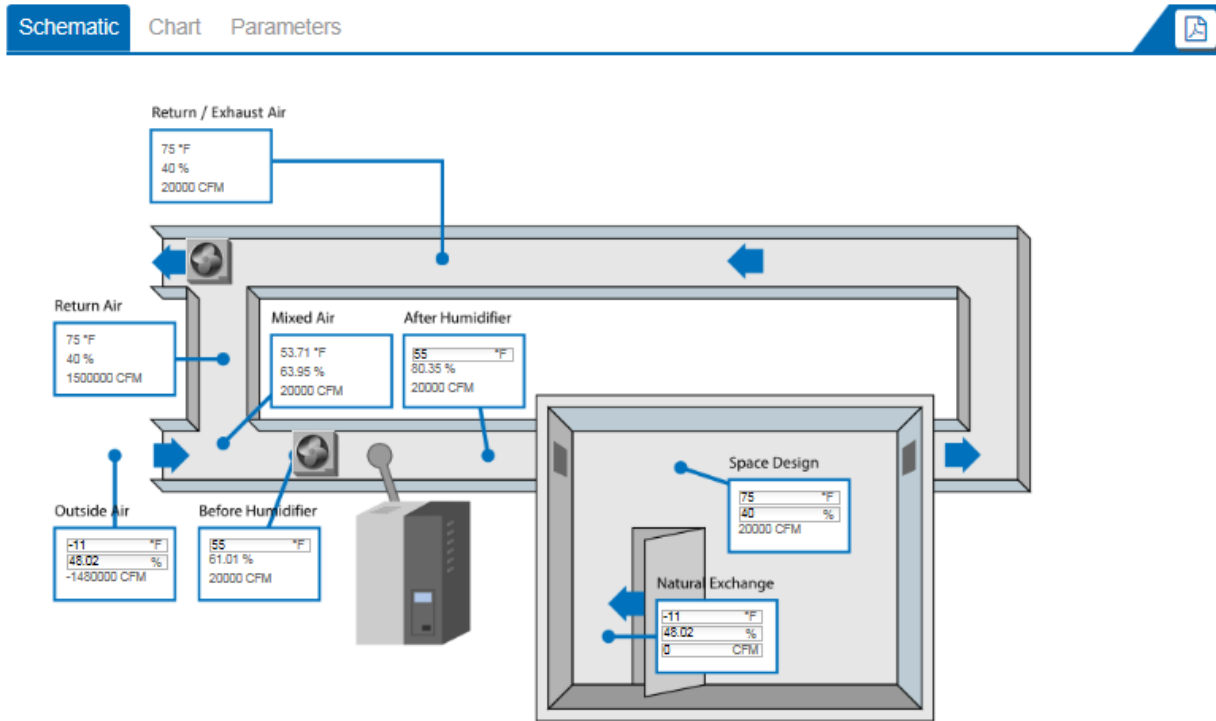 Schematic Chart Parameters
Return / Exhaust Air
75 °F
40 %
20000 CFM
Return Air
75 °F
40 %
1500000 CFM
Mixed Air
53.71 °F
63.95 %
20000 CFM
After Humidifier
55 °F
80.35 %
20000 CFM
Outside Air
-11 °F
48.02 %
-1480000 CFM
Before Humidifier
55 °F
61.01 %
20000 CFM
Space Design
75 °F
40 %
20000 CFM
Natural Exchange
-11 °F
48.02 %
0 CFM